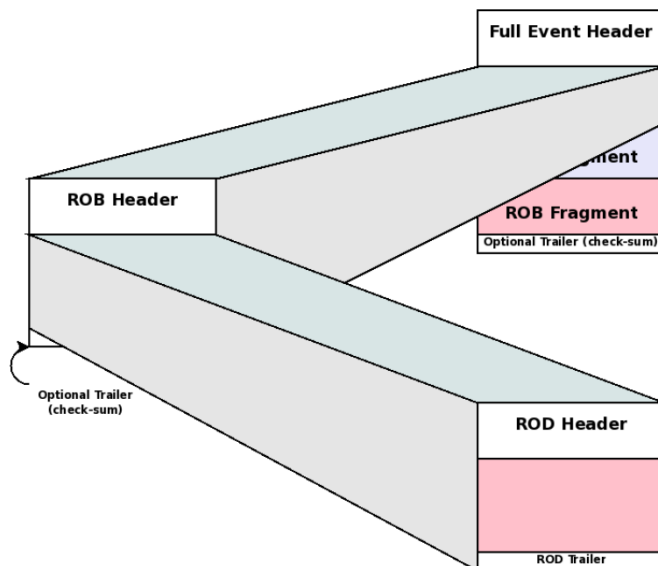 Full Event Header
ROB Header
ROB Fragment
Optional Trailer (check-sum)
Optional Trailer
(check-sum)
ROD Header
ROD Trailer